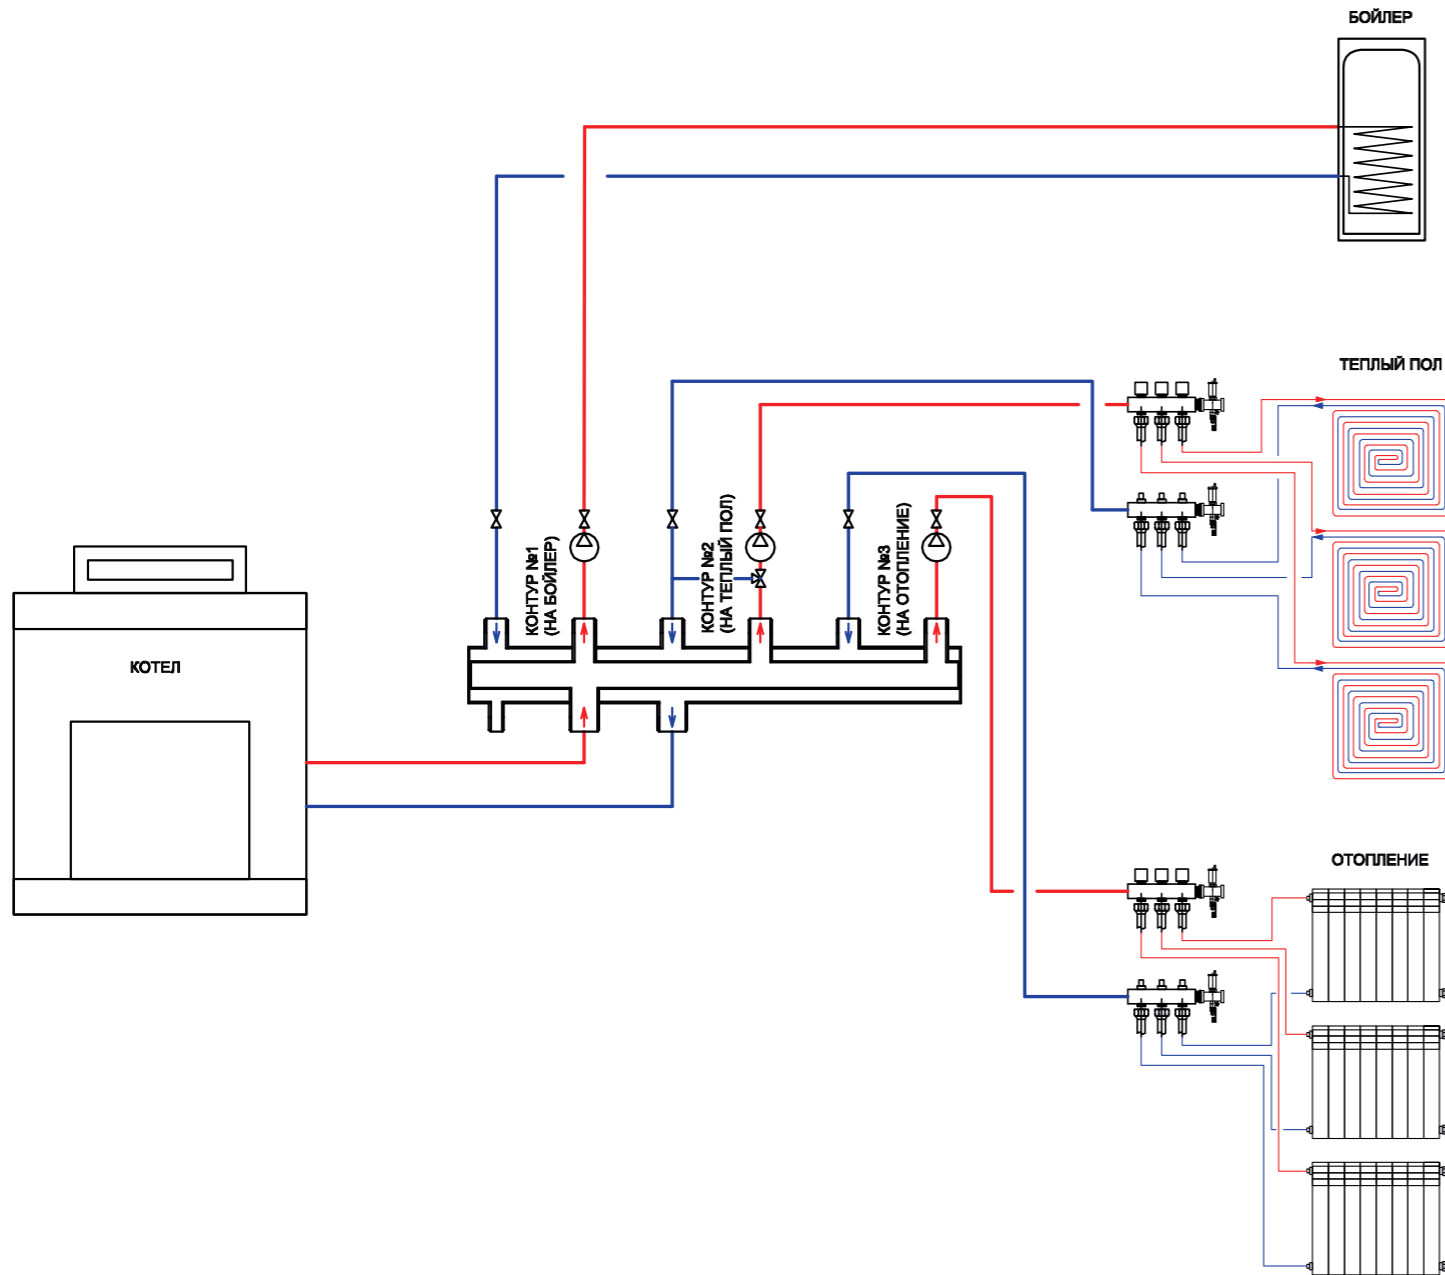 БОЙЛЕР
ТЕПЛЫЙ ПОЛ
КОНТУР №1
(НА БОЙЛЕР)
КОНТУР №2
(НА ТЕПЛЫЙ ПОЛ)
КОНТУР №3
(НА ОТОПЛЕНИЕ)
КОТЕЛ
ОТОПЛЕНИЕ